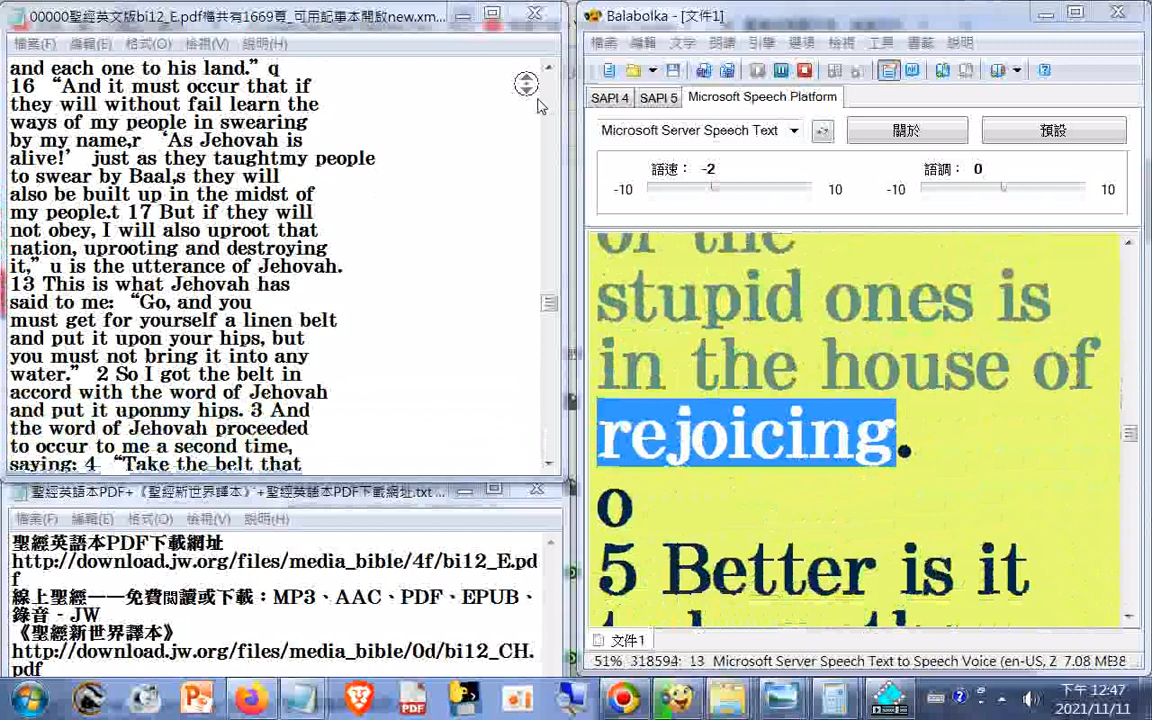 00000聖經英文版bi12_E.pdf檔共有1669頁_可用記事本開啟new.xm...
檔案(F) 編輯(E) 格式(O) 檢視(V) 說明(H)
and each one to his land.” q
16 “And it must occur that if
they will without fail learn the
ways of my people in swearing
by my name,r ‘As Jehovah is
alive!’ just as they taughtmy people
to swear by Baal,s they will
also be built up in the midst of
my people.t 17 But if they will
not obey, I will also uproot that
nation, uprooting and destroying
it,” u is the utterance of Jehovah.
13 This is what Jehovah has
said to me: “Go, and you
must get for yourself a linen belt
and put it upon your hips, but
you must not bring it into any
water.” 2 So I got the belt in
accord with the word of Jehovah
and put it uponmy hips. 3 And
the word of Jehovah proceeded
to occur to me a second time,
saying: 4 “Take the belt that
聖經英語本PDF+《聖經新世界譯本》+聖經英語本PDF下載網址.txt ...
檔案(F) 編輯(E) 格式(O) 檢視(V) 說明(H)
聖經英語本PDF下載網址
http://download.jw.org/files/media_bible/4f/bi12_E.pd
f
線上聖經──免費閱讀或下載：MP3、AAC、PDF、EPUB、
錄音 - JW
《聖經新世界譯本》
http://download.jw.org/files/media_bible/0d/bi12_CH.
pdf
Balabolka - [文件1]
檔案 編輯 文字 朗讀 引擎 選項 檢視 工具 書籤 說明
SAPI 4 SAPI 5 Microsoft Speech Platform
Microsoft Server Speech Text 關於 預設
語速： -2 語調： 0
-10 10 -10 10
of the
stupid ones is
in the house of
rejoicing.
o
5 Better is it
文件1
51% 318594: 13 Microsoft Server Speech Text to Speech Voice (en-US, Z 7.08 MB
下午 12:47
2021/11/11